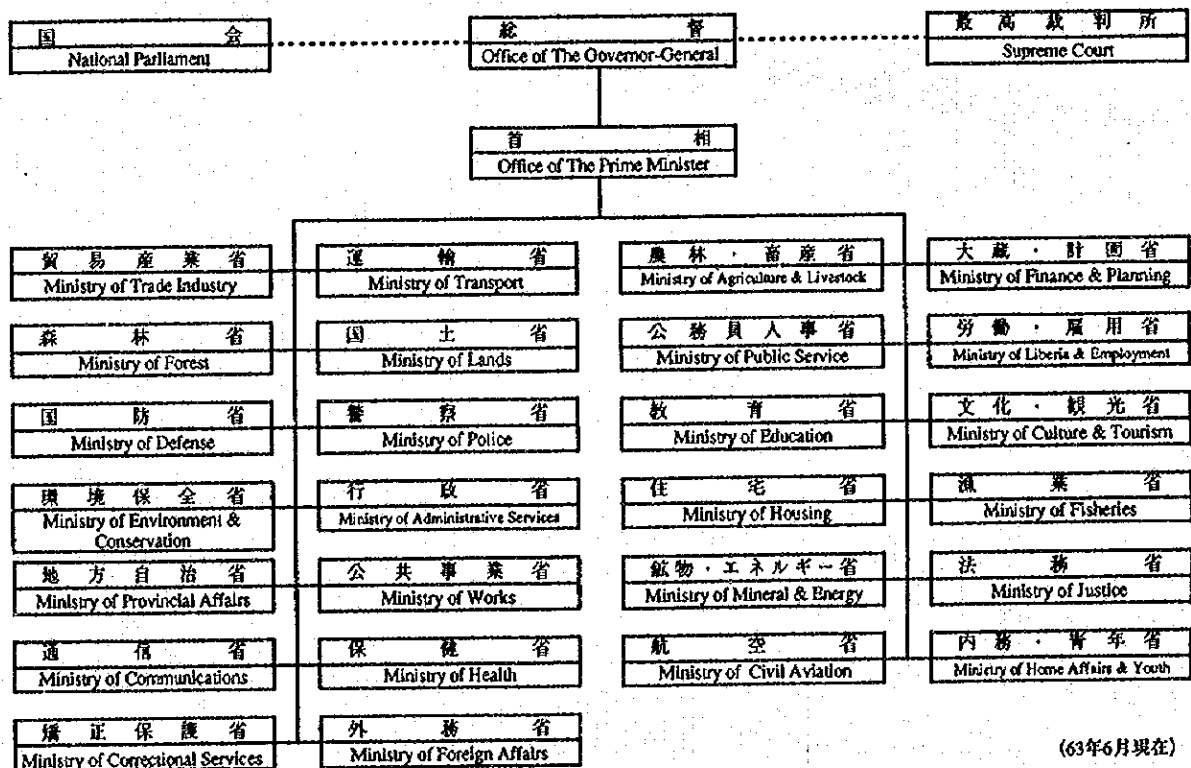 国会
National Parliament
総督
Office of The Governor-General
最高裁判所
Supreme Court
首相
Office of The Prime Minister
貿易産業省
Ministry of Trade Industry
運輸省
Ministry of Transport
農林・畜産省
Ministry of Agriculture & Livestock
大蔵・計画省
Ministry of Finance & Planning
森林省
Ministry of Forest
国土省
Ministry of Lands
公務員人事省
Ministry of Public Service
労働・雇用省
Ministry of Liberia & Employment
国防省
Ministry of Defense
警察省
Ministry of Police
教育省
Ministry of Education
文化・観光省
Ministry of Culture & Tourism
環境保全省
Ministry of Environment &
Conservation
行政省
Ministry of Administrative Services
住宅省
Ministry of Housing
漁業省
Ministry of Fisheries
地方自治省
Ministry of Provincial Affairs
公共事業省
Ministry of Works
鉱物・エネルギー省
Ministry of Mineral & Energy
法務省
Ministry of Justice
通信省
Ministry of Communications
保健省
Ministry of Health
航空省
Ministry of Civil Aviation
内務・青年省
Ministry of Home Affairs & Youth
矯正保護省
Ministry of Correctional Services
外務省
Ministry of Foreign Affairs
(63年6月現在)